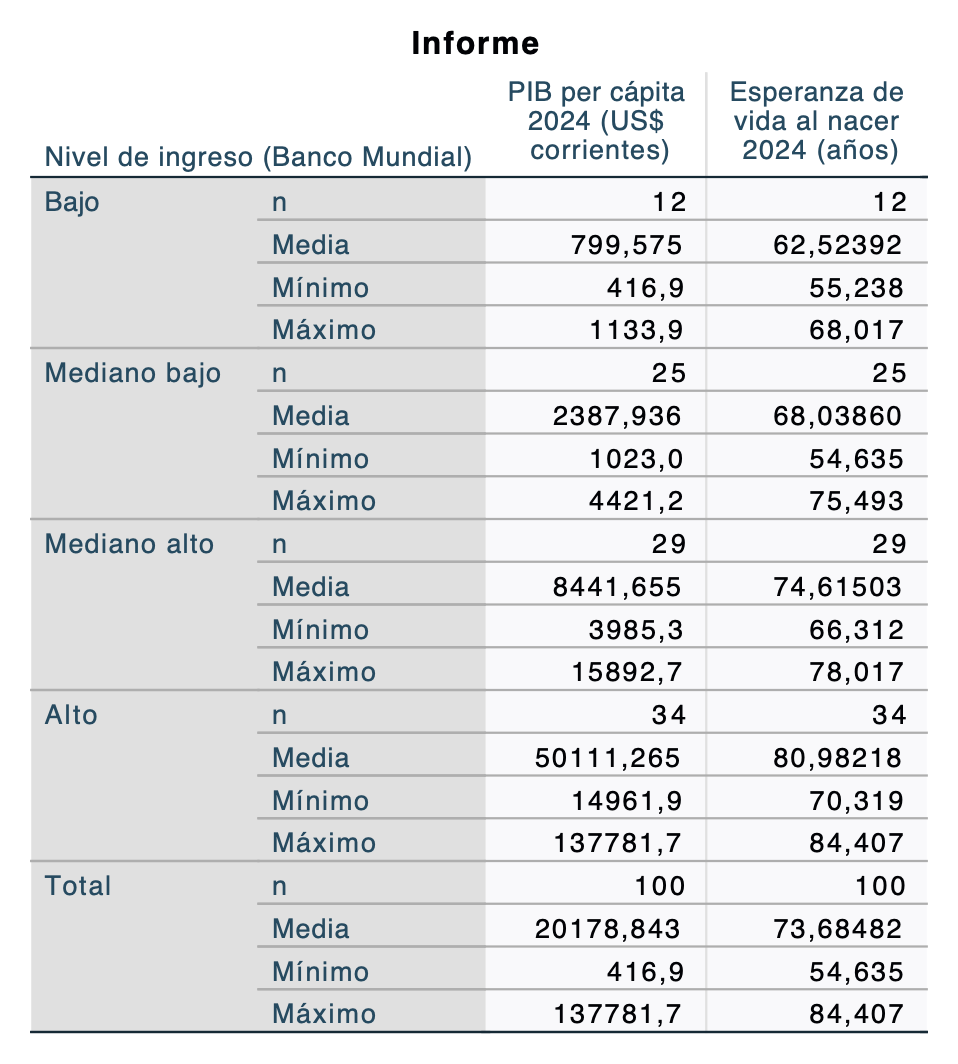 Informe
Nivel de ingreso (Banco Mundial) PIB per cápita 2024 (US$ corrientes) Esperanza de vida al nacer 2024 (años)
Bajo n 12 12
Media 799,575 62,52392
Mínimo 416,9 55,238
Máximo 1133,9 68,017
Mediano bajo n 25 25
Media 2387,936 68,03860
Mínimo 1023,0 54,635
Máximo 4421,2 75,493
Mediano alto n 29 29
Media 8441,655 74,61503
Mínimo 3985,3 66,312
Máximo 15892,7 78,017
Alto n 34 34
Media 50111,265 80,98218
Mínimo 14961,9 70,319
Máximo 137781,7 84,407
Total n 100 100
Media 20178,843 73,68482
Mínimo 416,9 54,635
Máximo 137781,7 84,407